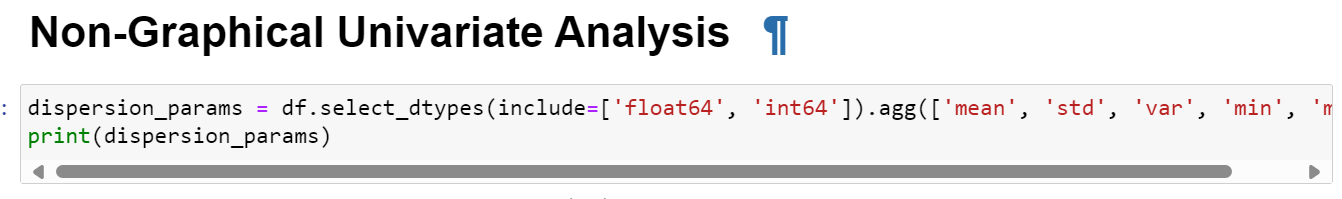 Non-Graphical Univariate Analysis ¶
: dispersion_params = df.select_dtypes(include=['float64', 'int64']).agg(['mean', 'std', 'var', 'min', '
print(dispersion_params)